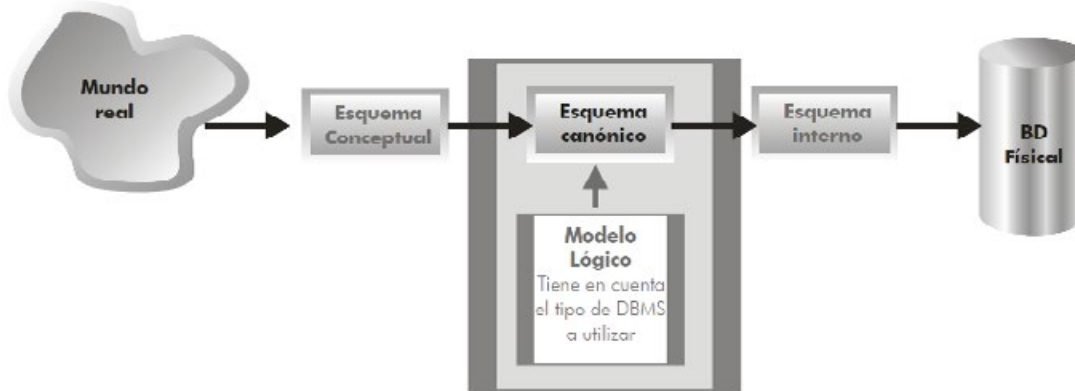 Mundo
real
Esquema
Conceptual
Esquema
canónico
Esquema
interno
BD
Físical
Modelo
Lógico
Tiene en cuenta
el tipo de DBMS
a utilizar